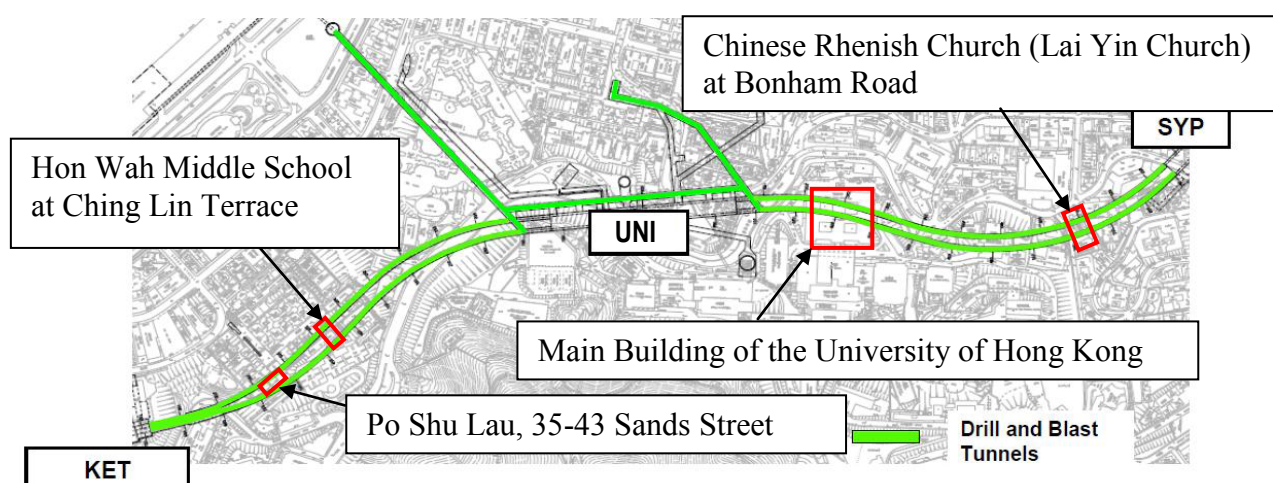 Chinese Rhenish Church (Lai Yin Church)
at Bonham Road
SYP
Hon Wah Middle School
at Ching Lin Terrace
UNI
Main Building of the University of Hong Kong
Po Shu Lau, 35-43 Sands Street
Drill and Blast
Tunnels
KET